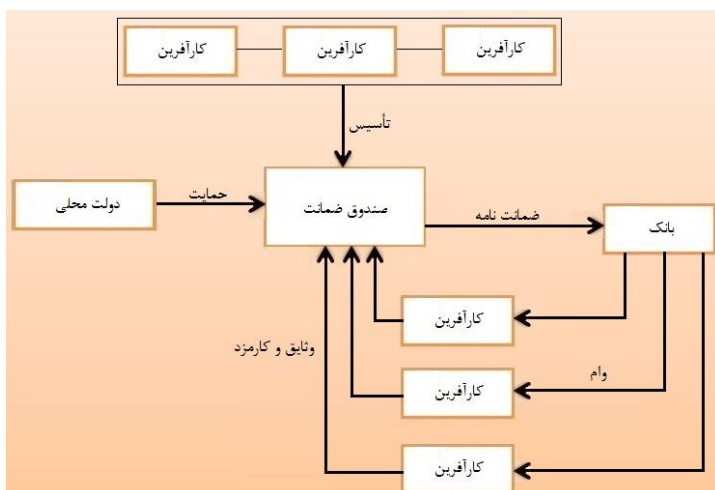 کارآفرین
کارآفرین
کارآفرین
تأسیس
صندوق ضمانت
حمایت
دولت محلی
ضمانت نامه
بانک
کارآفرین
وثایق و کارمزد
وام
کارآفرین
کارآفرین